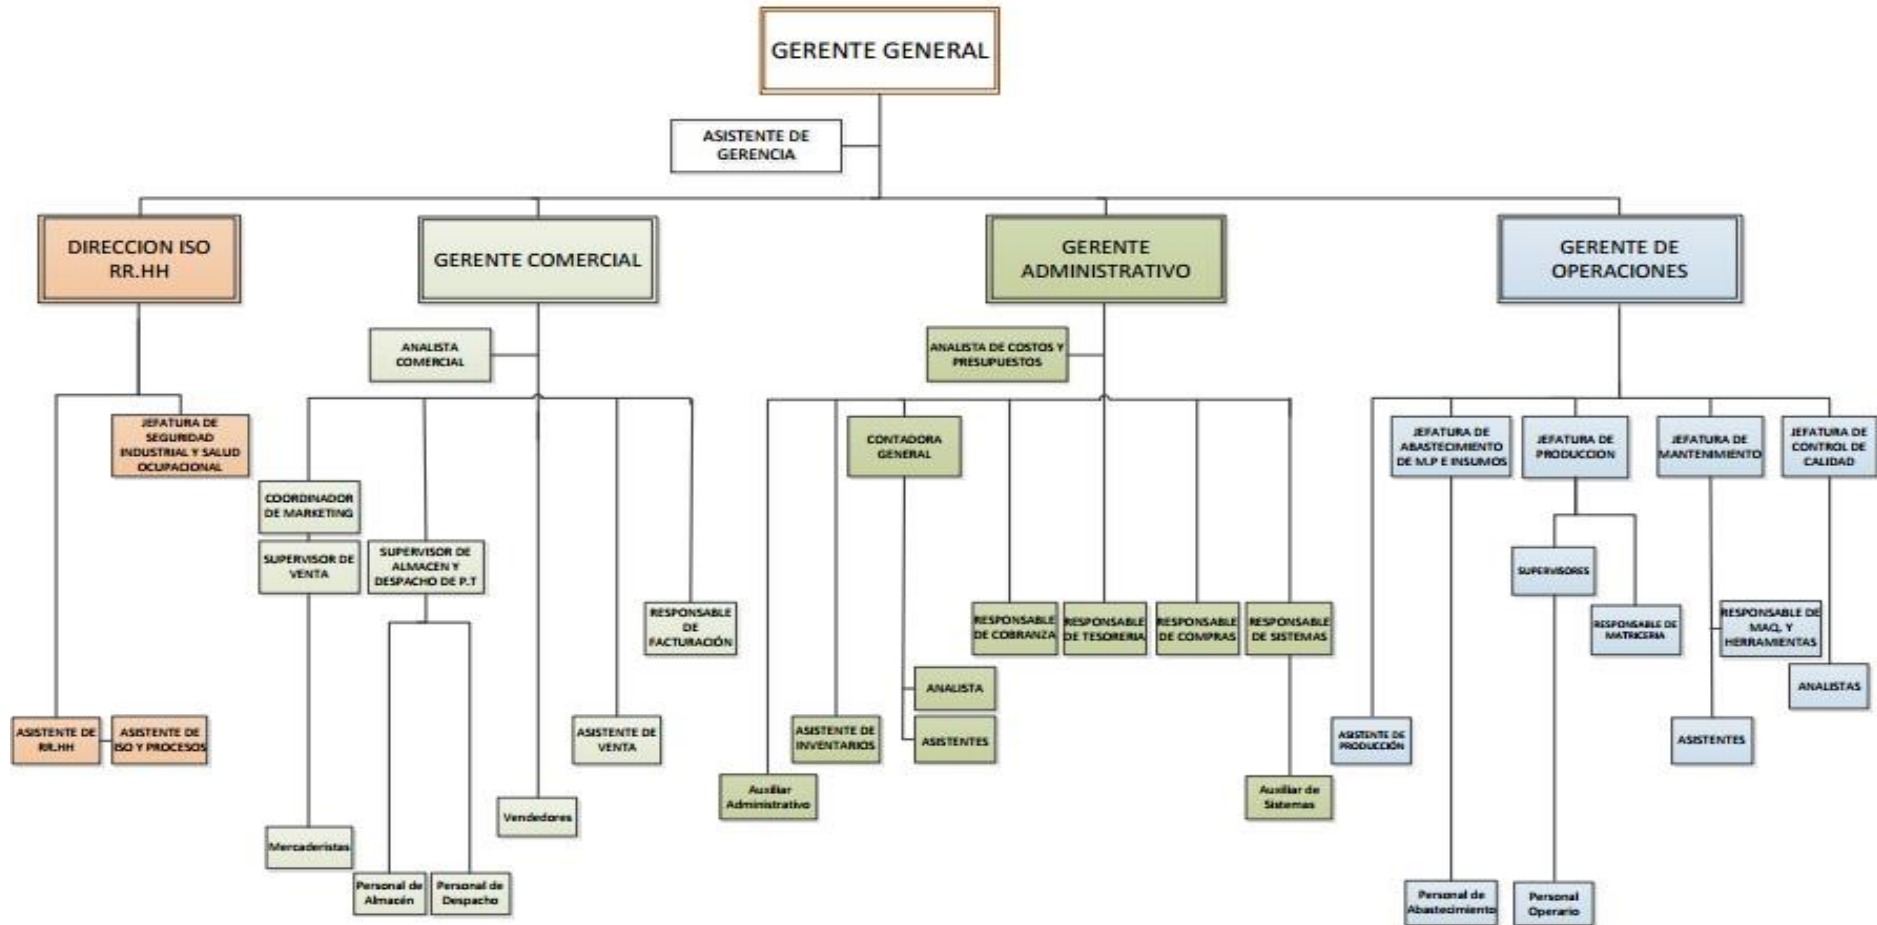 GERENTE GENERAL
ASISTENTE DE
GERENCIA
DIRECCION ISO
RR.HH
GERENTE COMERCIAL
GERENTE
ADMINISTRATIVO
GERENTE DE
OPERACIONES
ANALISTA
COMERCIAL
ANALISTA DE COSTOS Y
PRESUPUESTOS
JEFATURA DE
SEGURIDAD
INDUSTRIAL Y SALUD
OCUPACIONAL
CONTADORA
GENERAL
JEFATURA DE
ABASTECIMIENTO
DE M.P E INSUMOS
JEFATURA DE
PRODUCCION
JEFATURA DE
MANTENIMIENTO
JEFATURA DE
CONTROL DE
CALIDAD
COORDINADOR
DE MARKETING
SUPERVISOR DE
VENTA
SUPERVISOR DE
ALMACEN Y
DESPACHO DE P.T
SUPERVISORES
RESPONSABLE
DE
FACTURACIÓN
RESPONSABLE
DE COBRANZA
RESPONSABLE
DE TESORERIA
RESPONSABLE
DE COMPRAS
RESPONSABLE
DE SISTEMAS
RESPONSABLE DE
MATRICERIA
RESPONSABLE DE
MAQ. Y
HERRAMIENTAS
ANALISTA
ANALISTAS
ASISTENTE DE
RR.HH
ASISTENTE DE
ISO Y PROCESOS
ASISTENTE DE
VENTA
ASISTENTE DE
INVENTARIOS
ASISTENTES
ASISTENTE DE
PRODUCCIÓN
ASISTENTES
Auxiliar
Administrativo
Auxiliar de
Sistemas
Vendedores
Mercaderistas
Personal de
Almacén
Personal de
Despacho
Personal de
Abastecimiento
Personal
Operario